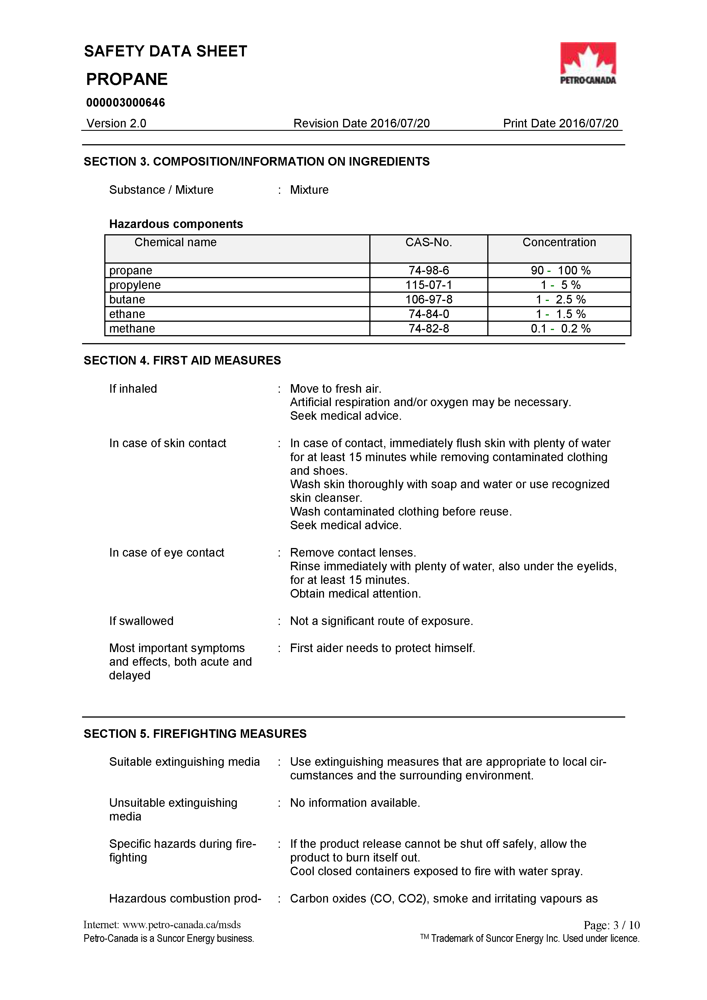 SAFETY DATA SHEET
PROPANE
000003000646
PETRO-CANADA
Version 2.0 Revision Date 2016/07/20 Print Date 2016/07/20
SECTION 3. COMPOSITION/INFORMATION ON INGREDIENTS
Substance / Mixture : Mixture
Hazardous components
Chemical name CAS-No. Concentration
propane 74-98-6 90 - 100 %
propylene 115-07-1 1 - 5 %
butane 106-97-8 1 - 2.5 %
ethane 74-84-0 1 - 1.5 %
methane 74-82-8 0.1 - 0.2 %
SECTION 4. FIRST AID MEASURES
If inhaled : Move to fresh air.
Artificial respiration and/or oxygen may be necessary.
Seek medical advice.
In case of skin contact : In case of contact, immediately flush skin with plenty of water
for at least 15 minutes while removing contaminated clothing
and shoes.
Wash skin thoroughly with soap and water or use recognized
skin cleanser.
Wash contaminated clothing before reuse.
Seek medical advice.
In case of eye contact : Remove contact lenses.
Rinse immediately with plenty of water, also under the eyelids,
for at least 15 minutes.
Obtain medical attention.
If swallowed : Not a significant route of exposure.
Most important symptoms : First aider needs to protect himself.
and effects, both acute and
delayed
SECTION 5. FIREFIGHTING MEASURES
Suitable extinguishing media : Use extinguishing measures that are appropriate to local cir-
cumstances and the surrounding environment.
Unsuitable extinguishing : No information available.
media
Specific hazards during fire- : If the product release cannot be shut off safely, allow the
fighting product to burn itself out.
Cool closed containers exposed to fire with water spray.
Hazardous combustion prod- : Carbon oxides (CO, CO2), smoke and irritating vapours as
Internet: www.petro-canada.ca/msds Page: 3 / 10
Petro-Canada is a Suncor Energy business. TM Trademark of Suncor Energy Inc. Used under licence.